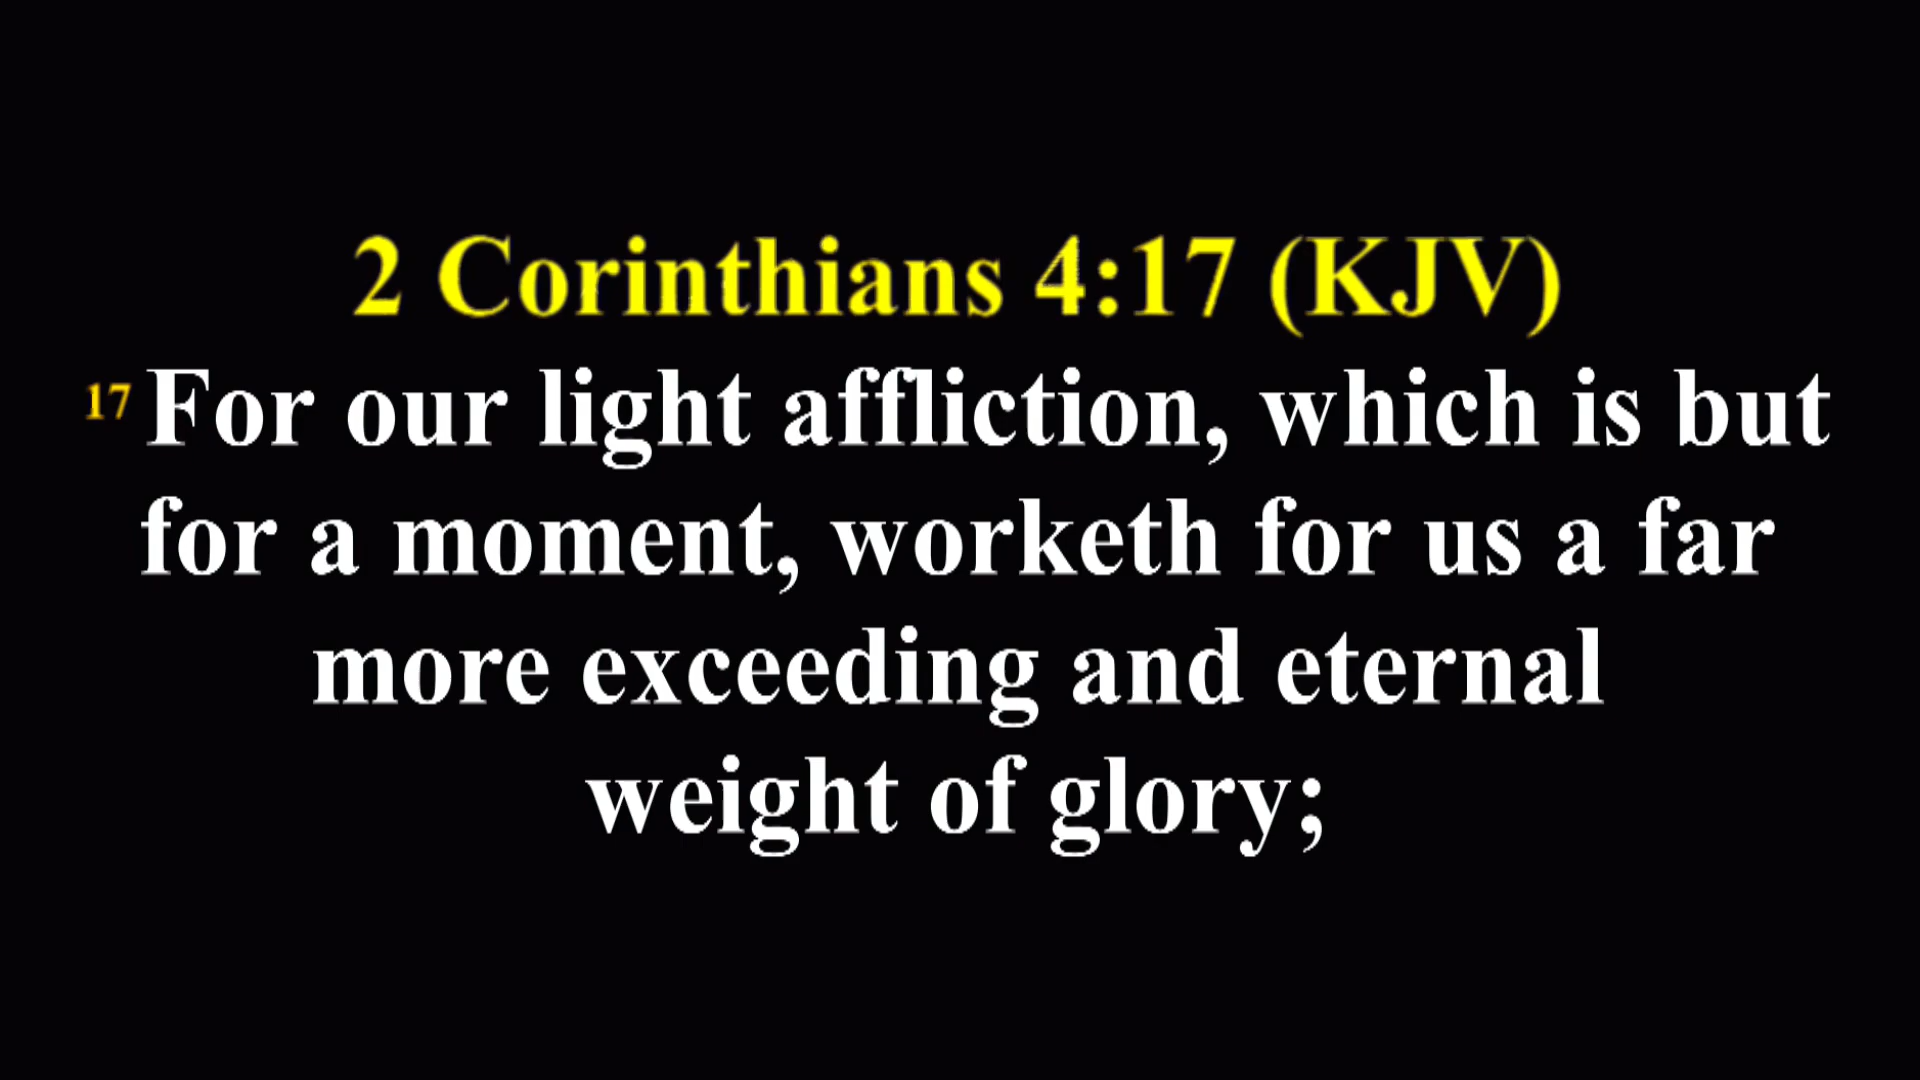 2 Corinthians 4:17 (KJV)
17 For our light affliction, which is but
for a moment, worketh for us a far
more exceeding and eternal
weight of glory;